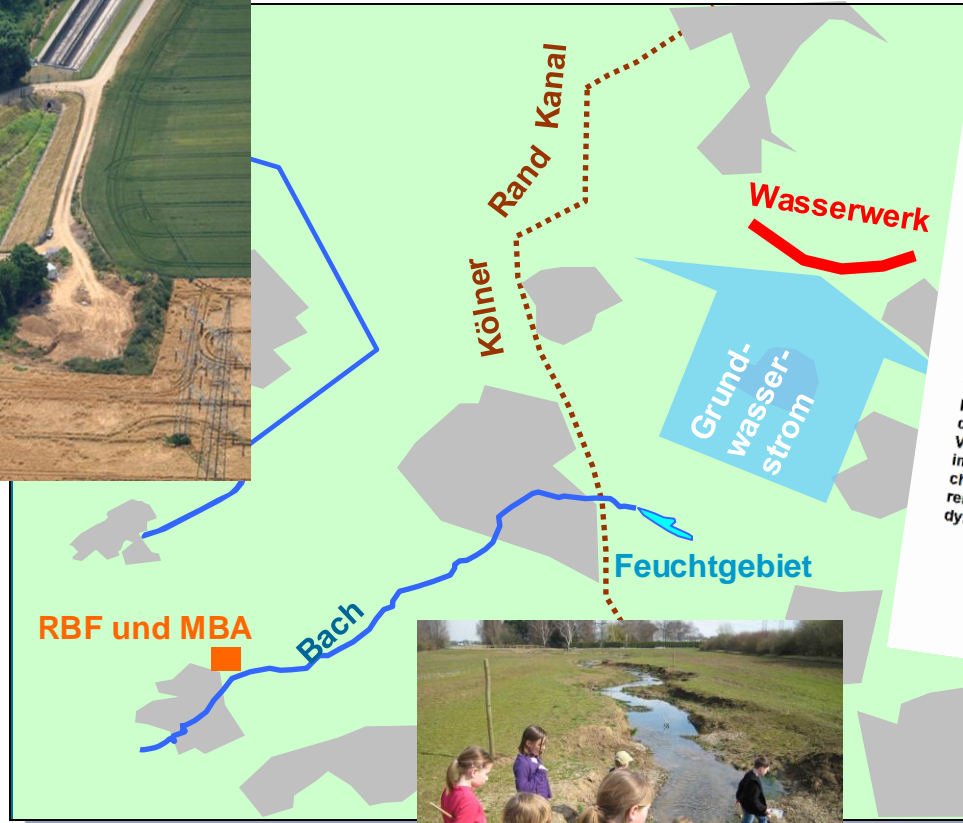 Kölner Rand Kanal
Wasserwerk
Grund-
wasser-
strom
Feuchtgebiet
RBF und MBA
Bach